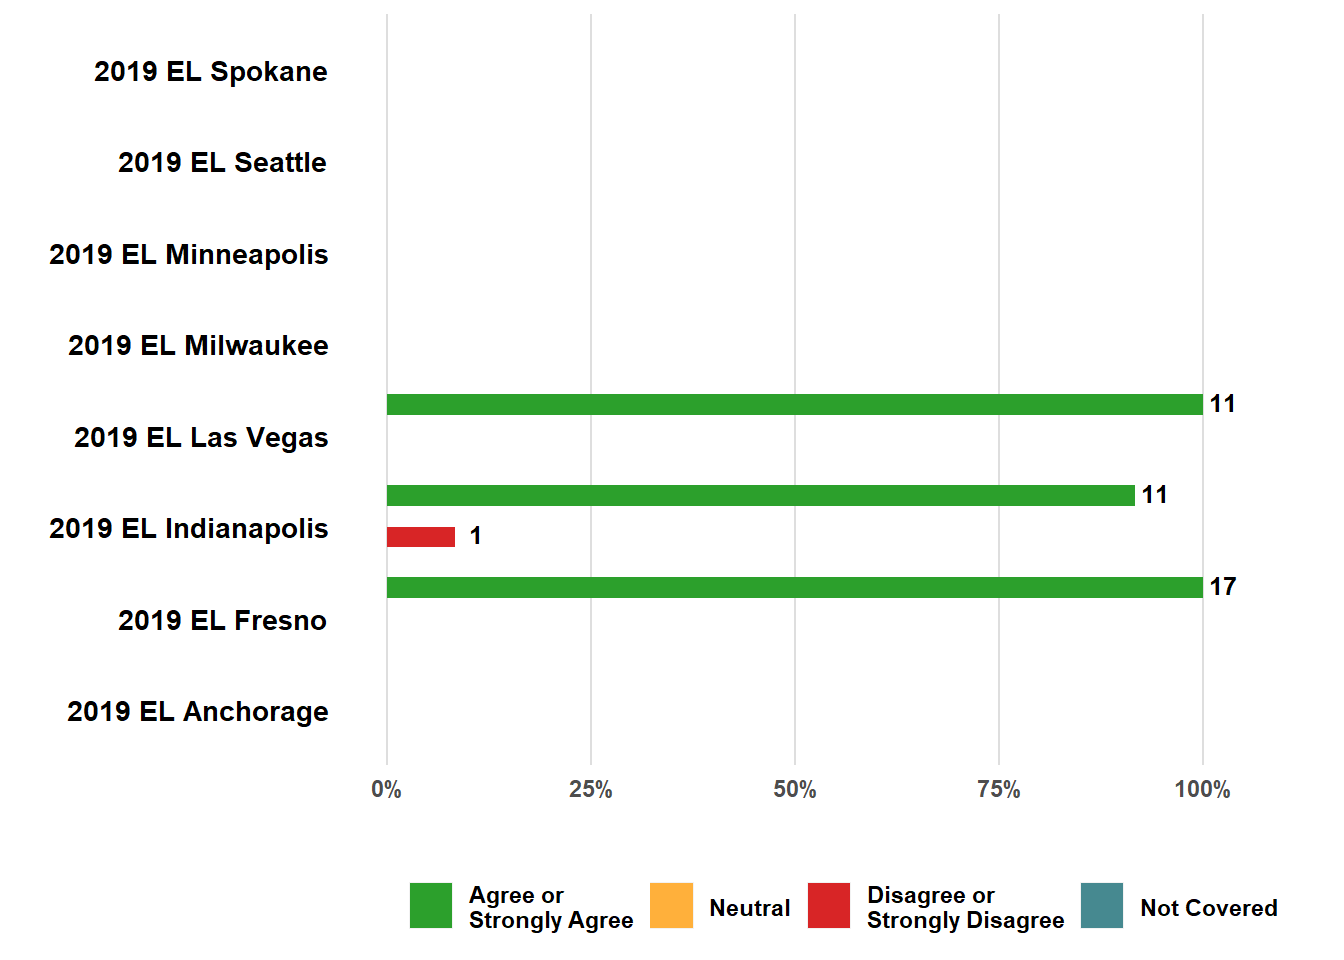 2019 EL Spokane
2019 EL Seattle
2019 EL Minneapolis
2019 EL Milwaukee
11
2019 EL Las Vegas
11
2019 EL Indianapolis
1
17
2019 EL Fresno
2019 EL Anchorage
0% 25% 50% 75% 100%
Agree or
Strongly Agree
Neutral
Disagree or
Strongly Disagree
Not Covered